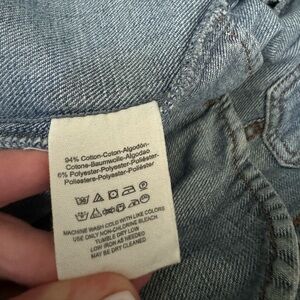 94% Cotton-Coton-Algodón-
Cotone-Baumwolle-Algodao
6% Polyester-Polyester-Poliéster-
Poliestere-Polyester-Poliéster
MACHINE WASH COLD WITH LIKE COLORS
USE ONLY NON-CHLORINE BLEACH
TUMBLE DRY LOW
LOW IRON AS NEEDED
MAY BE DRY CLEANED